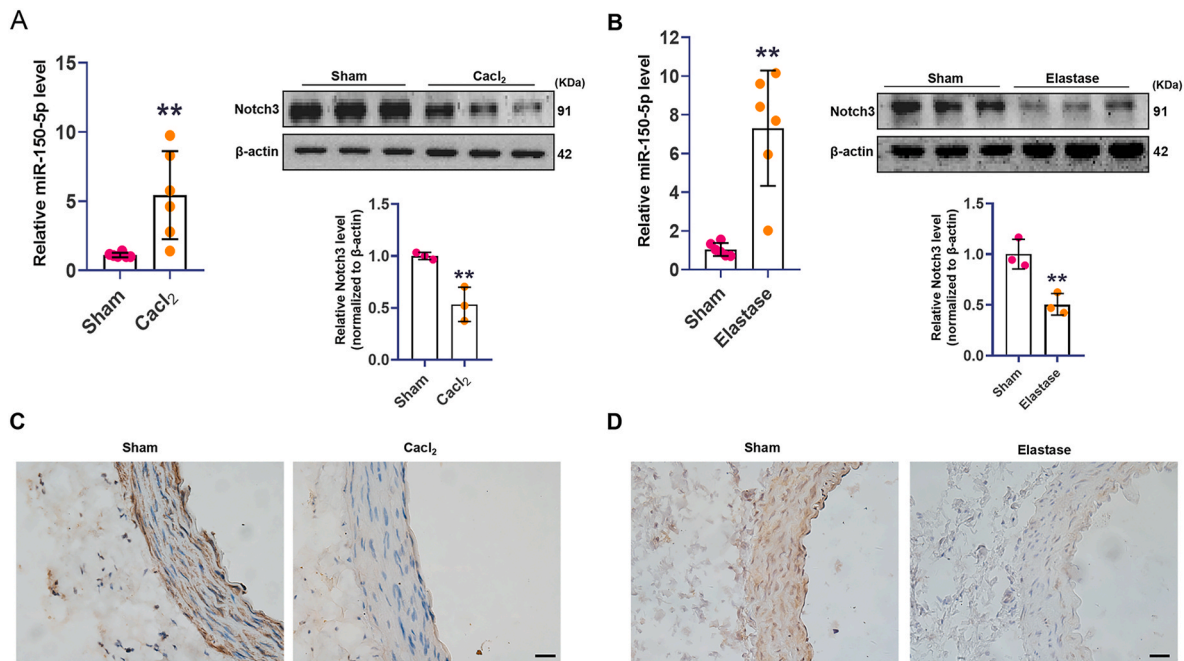 A
Relative miR-150-5p level
15
10
5
0
**
Sham
Cacl₂
Sham
Cacl₂
(KDa)
Notch3
91
β-actin
42
Relative Notch3 level
(normalized to β-actin)
1.5
1.0
0.5
0.0
**
Sham
Cacl₂
B
Relative miR-150-5p level
12
10
8
6
4
2
0
**
Sham
Elastase
Sham
Elastase
(KDa)
Notch3
91
β-actin
42
Relative Notch3 level
(normalized to β-actin)
1.5
1.0
0.5
0.0
**
Sham
Elastase
C
Sham
Cacl₂
D
Sham
Elastase